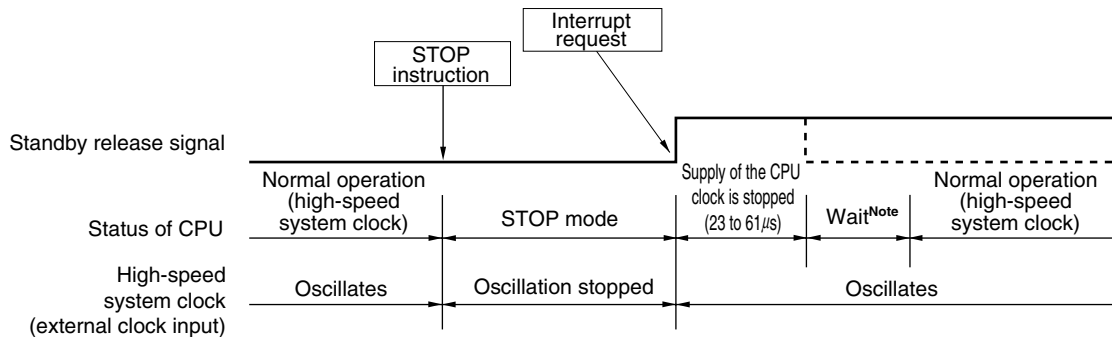 Interrupt
request
STOP
instruction
Standby release signal
Normal operation
(high-speed
system clock)
Supply of the CPU
clock is stopped
(23 to 61μs)
Normal operation
(high-speed
system clock)
Status of CPU
STOP mode
WaitNote
High-speed
system clock
(external clock input)
Oscillates
Oscillation stopped
Oscillates